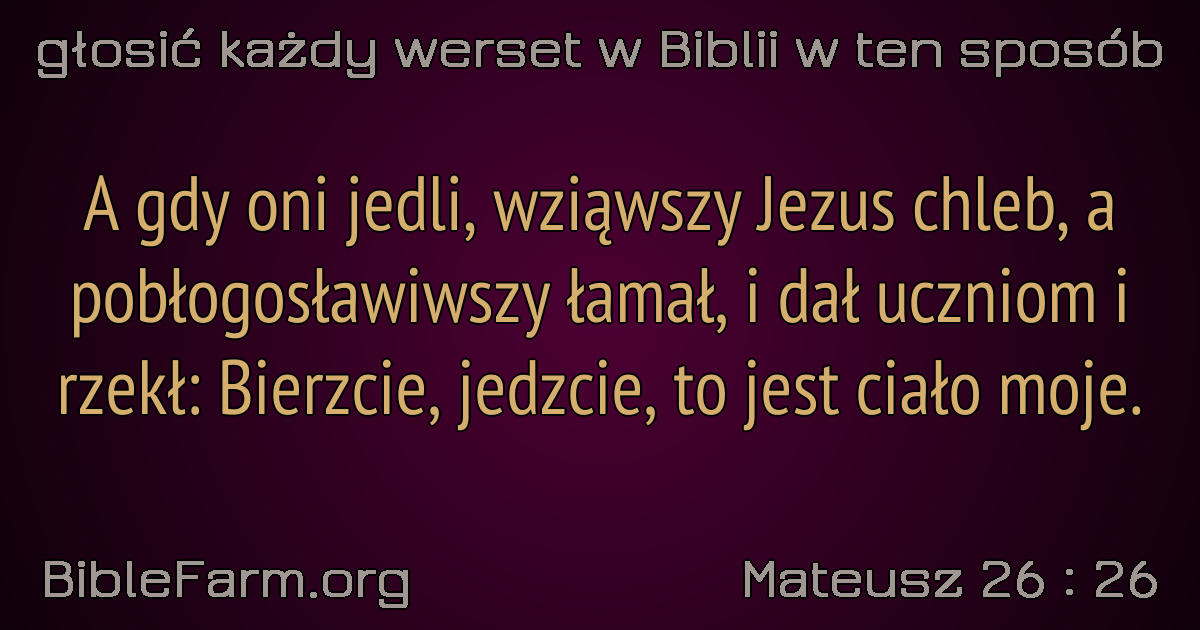 głosić każdy werset w Biblii w ten sposób
A gdy oni jedli, wziąwszy Jezus chleb, a
pobłogosławiwszy łamał, i dał uczniom i
rzekł: Bierzcie, jedzcie, to jest ciało moje.
BibleFarm.org
Mateusz 26 : 26